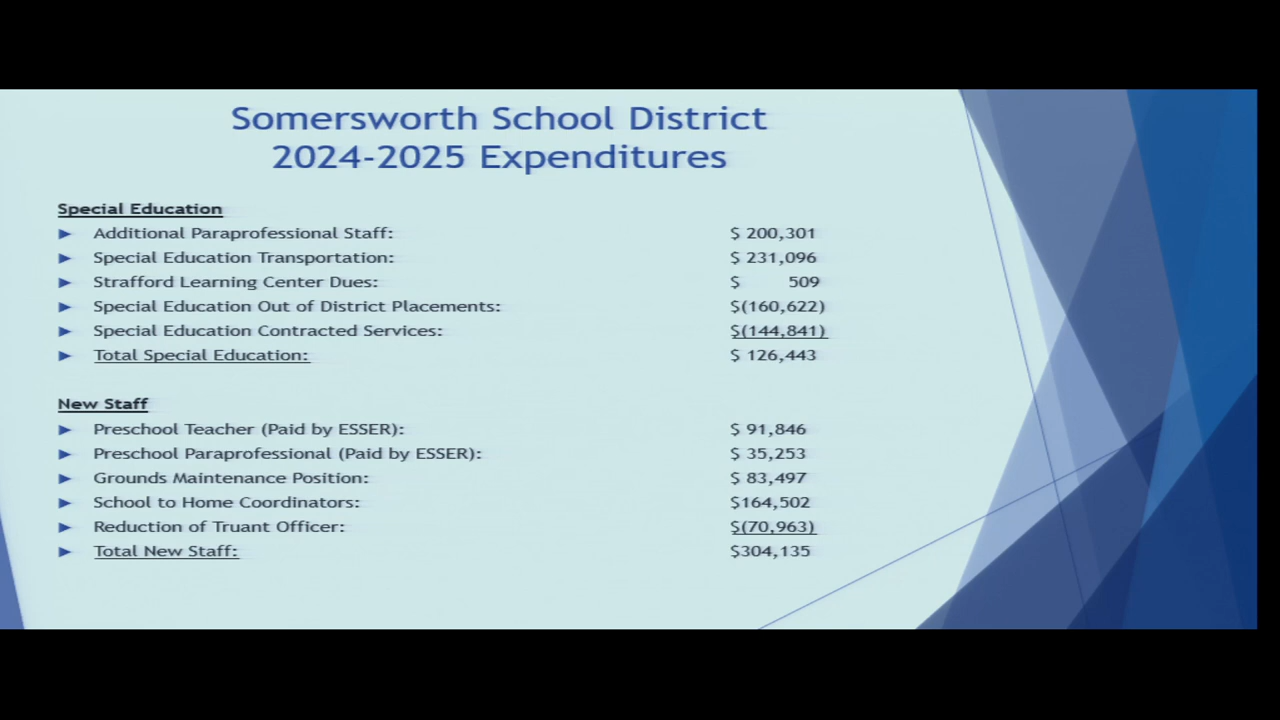 Somersworth School District
2024-2025 Expenditures
Special Education
Additional Paraprofessional Staff: $ 200,301
Special Education Transportation: $ 231,096
Strafford Learning Center Dues: $ 509
Special Education Out of District Placements: $(160,622)
Special Education Contracted Services: $(144,841)
Total Special Education: $ 126,443
New Staff
Preschool Teacher (Paid by ESSER): $ 91,846
Preschool Paraprofessional (Paid by ESSER): $ 35,253
Grounds Maintenance Position: $ 83,497
School to Home Coordinators: $164,502
Reduction of Truant Officer: $(70,963)
Total New Staff: $304,135